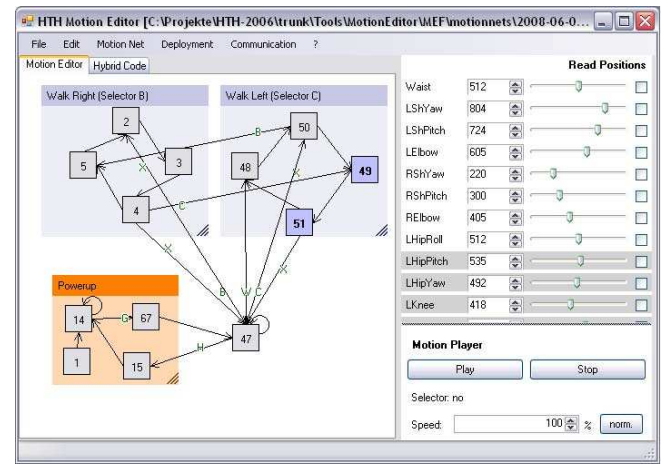 HTH Motion Editor [C:\Projekte\HTH-2006\trunk\Tools\MotionEditor\MEF\motionnets\2008-06-0...
File Edit Motion Net Deployment Communication ?
Motion Editor Hybrid Code
Read Positions
Walk Right (Selector B)
2
5
3
4
Walk Left (Selector C)
50
48
49
51
B
X
X
C
X
X
B
W
C
Powerup
14
G
67
1
15
H
47
Waist 512
LShYaw 804
LShPitch 724
LElbow 605
RShYaw 220
RShPitch 300
RElbow 405
LHipRoll 512
LHipPitch 535
LHipYaw 492
LKnee 418
Motion Player
Play Stop
Selector: no
Speed: 100 % norm.